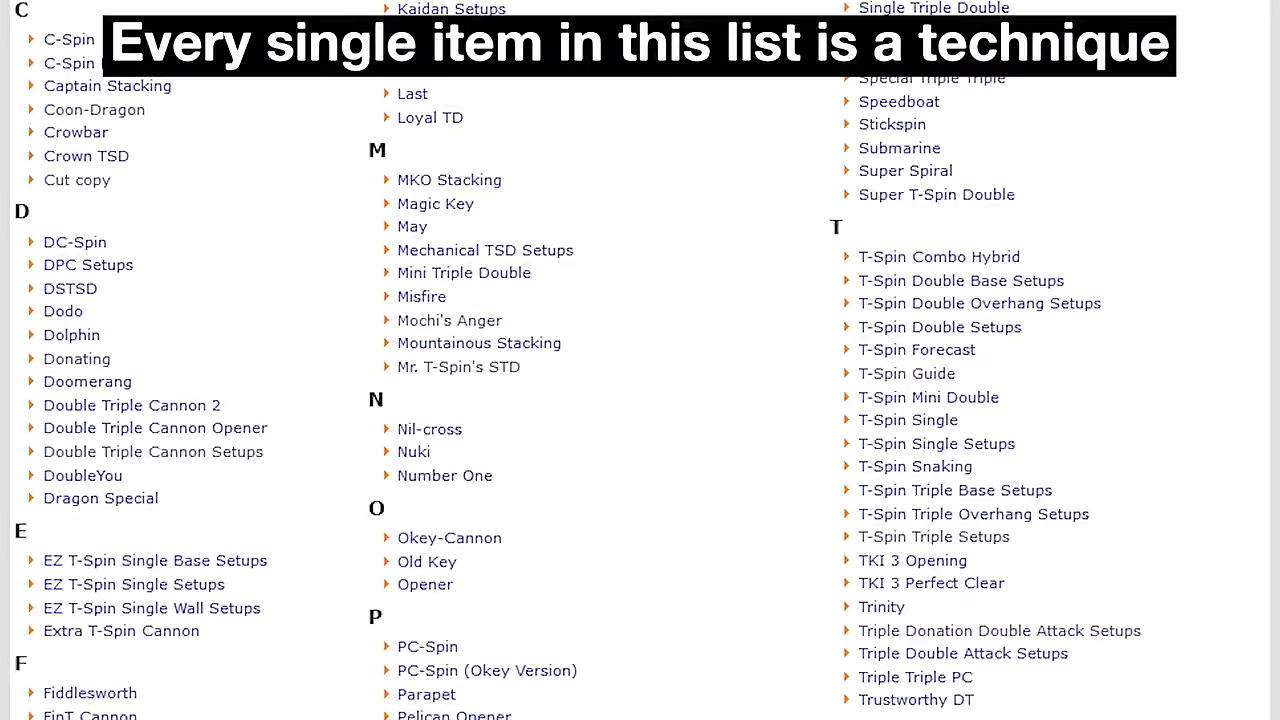 Every single item in this list is a technique
C
C-Spin
C-Spin
Captain Stacking
Coon-Dragon
Crowbar
Crown TSD
Cut copy
D
DC-Spin
DPC Setups
DSTSD
Dodo
Dolphin
Donating
Doomerang
Double Triple Cannon 2
Double Triple Cannon Opener
Double Triple Cannon Setups
DoubleYou
Dragon Special
E
EZ T-Spin Single Base Setups
EZ T-Spin Single Setups
EZ T-Spin Single Wall Setups
Extra T-Spin Cannon
F
Fiddlesworth
FinT Cannon
Kaidan Setups
Last
Loyal TD
M
MKO Stacking
Magic Key
May
Mechanical TSD Setups
Mini Triple Double
Misfire
Mochi's Anger
Mountainous Stacking
Mr. T-Spin's STD
N
Nil-cross
Nuki
Number One
O
Okey-Cannon
Old Key
Opener
P
PC-Spin
PC-Spin (Okey Version)
Parapet
Pelican Opener
Single Triple Double
Special Triple Triple
Speedboat
Stickspin
Submarine
Super Spiral
Super T-Spin Double
T
T-Spin Combo Hybrid
T-Spin Double Base Setups
T-Spin Double Overhang Setups
T-Spin Double Setups
T-Spin Forecast
T-Spin Guide
T-Spin Mini Double
T-Spin Single
T-Spin Single Setups
T-Spin Snaking
T-Spin Triple Base Setups
T-Spin Triple Overhang Setups
T-Spin Triple Setups
TKI 3 Opening
TKI 3 Perfect Clear
Trinity
Triple Donation Double Attack Setups
Triple Double Attack Setups
Triple Triple PC
Trustworthy DT